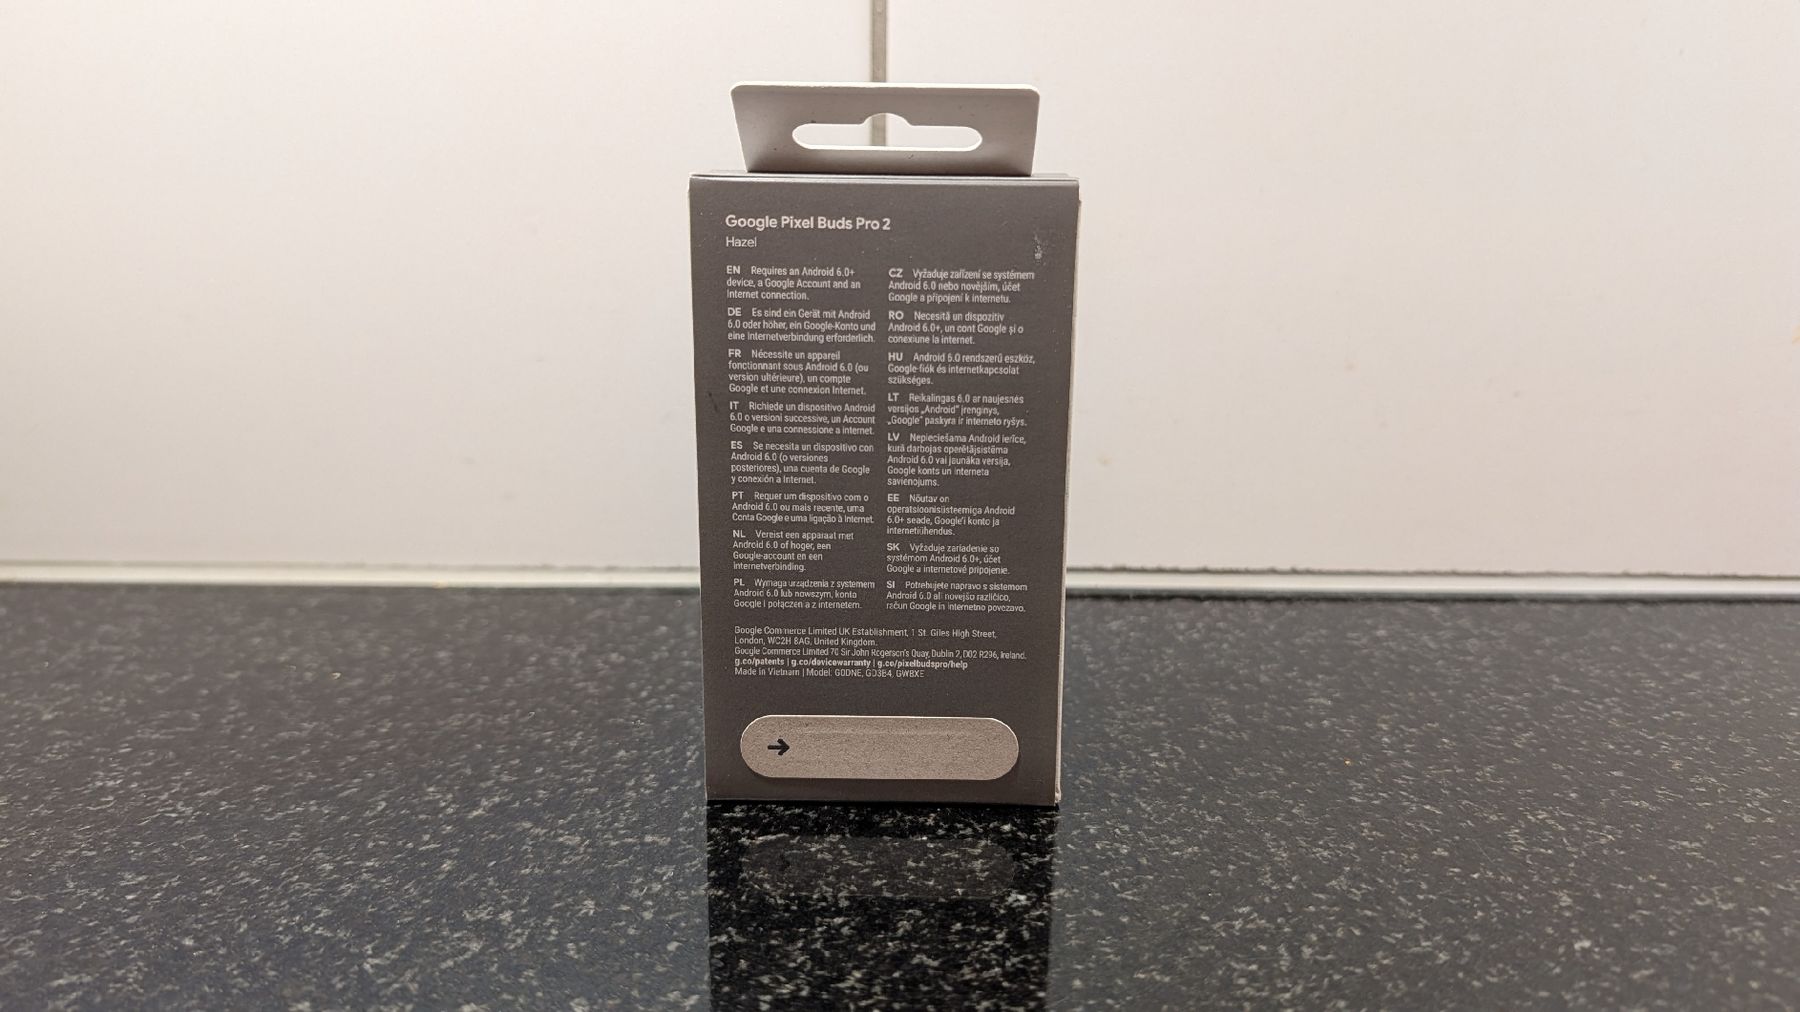 Google Pixel Buds Pro 2
Hazel
EN Requires an Android 6.0+
device, a Google Account and an
Internet connection.
DE Es sind ein Gerät mit Android
6.0 oder höher, ein Google-Konto und
eine Internetverbindung erforderlich.
FR Nécessite un appareil
fonctionnant sous Android 6.0 (ou
version ultérieure), un compte
Google et une connexion Internet.
IT Richiede un dispositivo Android
6.0 o versioni successive, un Account
Google e una connessione a internet.
ES Se necesita un dispositivo con
Android 6.0 (o versiones
posteriores), una cuenta de Google
y conexión a Internet.
PT Requer um dispositivo com o
Android 6.0 ou mais recente, uma
Conta Google e uma ligação à Internet.
NL Vereist een apparaat met
Android 6.0 of hoger, een
Google-account en een
internetverbinding.
PL Wymaga urządzenia z systemem
Android 6.0 lub nowszym, konta
Google i połączenia z internetem.
CZ Vyžaduje zařízení se systémem
Android 6.0 nebo novějším, účet
Google a připojení k internetu.
RO Necesită un dispozitiv
Android 6.0+, un cont Google și o
conexiune la internet.
HU Android 6.0 rendszerű eszköz,
Google-fiók és internetkapcsolat
szükséges.
LT Reikalingas 6.0 ar naujesnės
versijos „Android“ įrenginys,
„Google“ paskyra ir interneto ryšys.
LV Nepieciešama Android ierīce,
kurā darbojas operētājsistēma
Android 6.0 vai jaunāka versija,
Google konts un interneta
savienojums.
EE Nõutav on
operatsioonisüsteemiga Android
6.0+ seade, Google'i konto ja
internetiühendus.
SK Vyžaduje zariadenie so
systémom Android 6.0+, účet
Google a internetové pripojenie.
SI Potrebujete napravo s sistemom
Android 6.0 ali novejšo različico,
račun Google in internetno povezavo.
Google Commerce Limited UK Establishment, 1 St. Giles High Street,
London, WC2H 8AG, United Kingdom.
Google Commerce Limited 70 Sir John Rogerson's Quay, Dublin 2, D02 R296, Ireland.
g.co/patents | g.co/devicewarranty | g.co/pixelbudspro/help
Made in Vietnam | Model: G0DNE, GD3B4, GWBXE